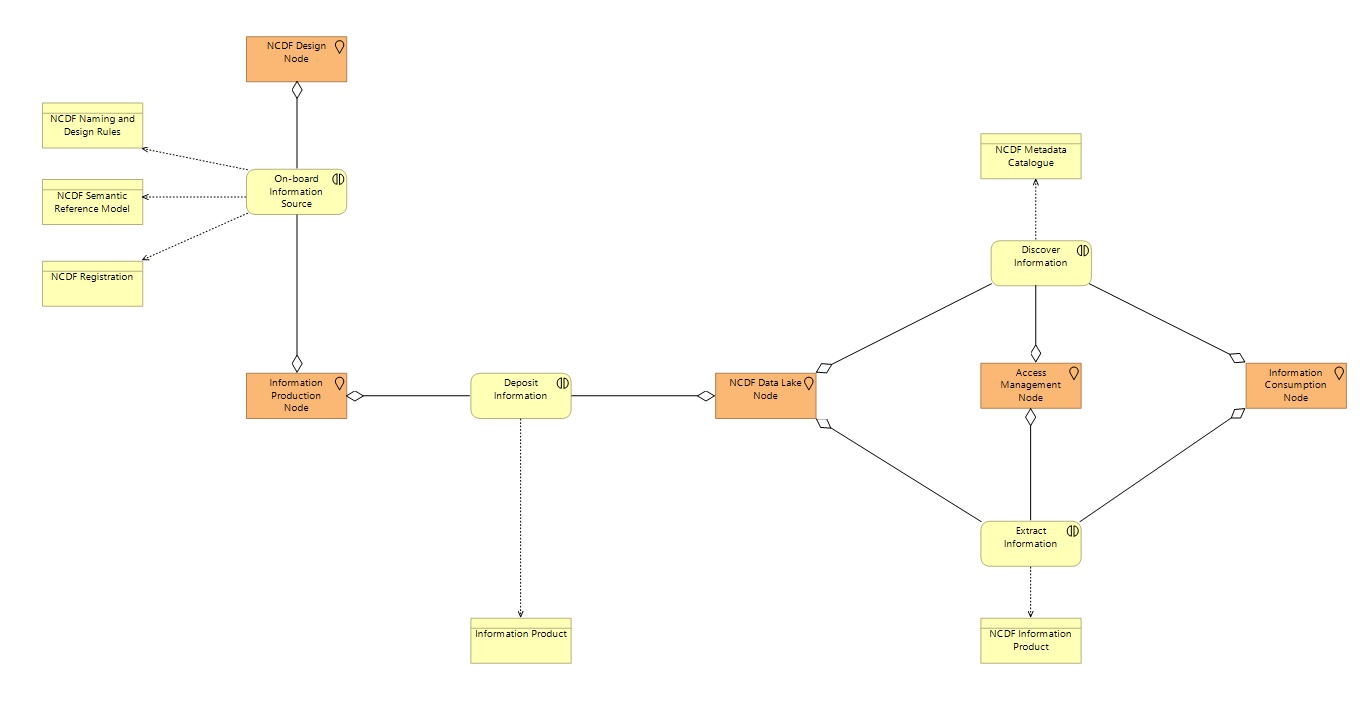 NCDF Design
Node
NCDF Naming and
Design Rules
NCDF Semantic
Reference Model
NCDF Registration
On-board
Information
Source
Information
Production
Node
Deposit
Information
Information Product
NCDF Data Lake
Node
NCDF Metadata
Catalogue
Discover
Information
Access
Management
Node
Information
Consumption
Node
Extract
Information
NCDF Information
Product